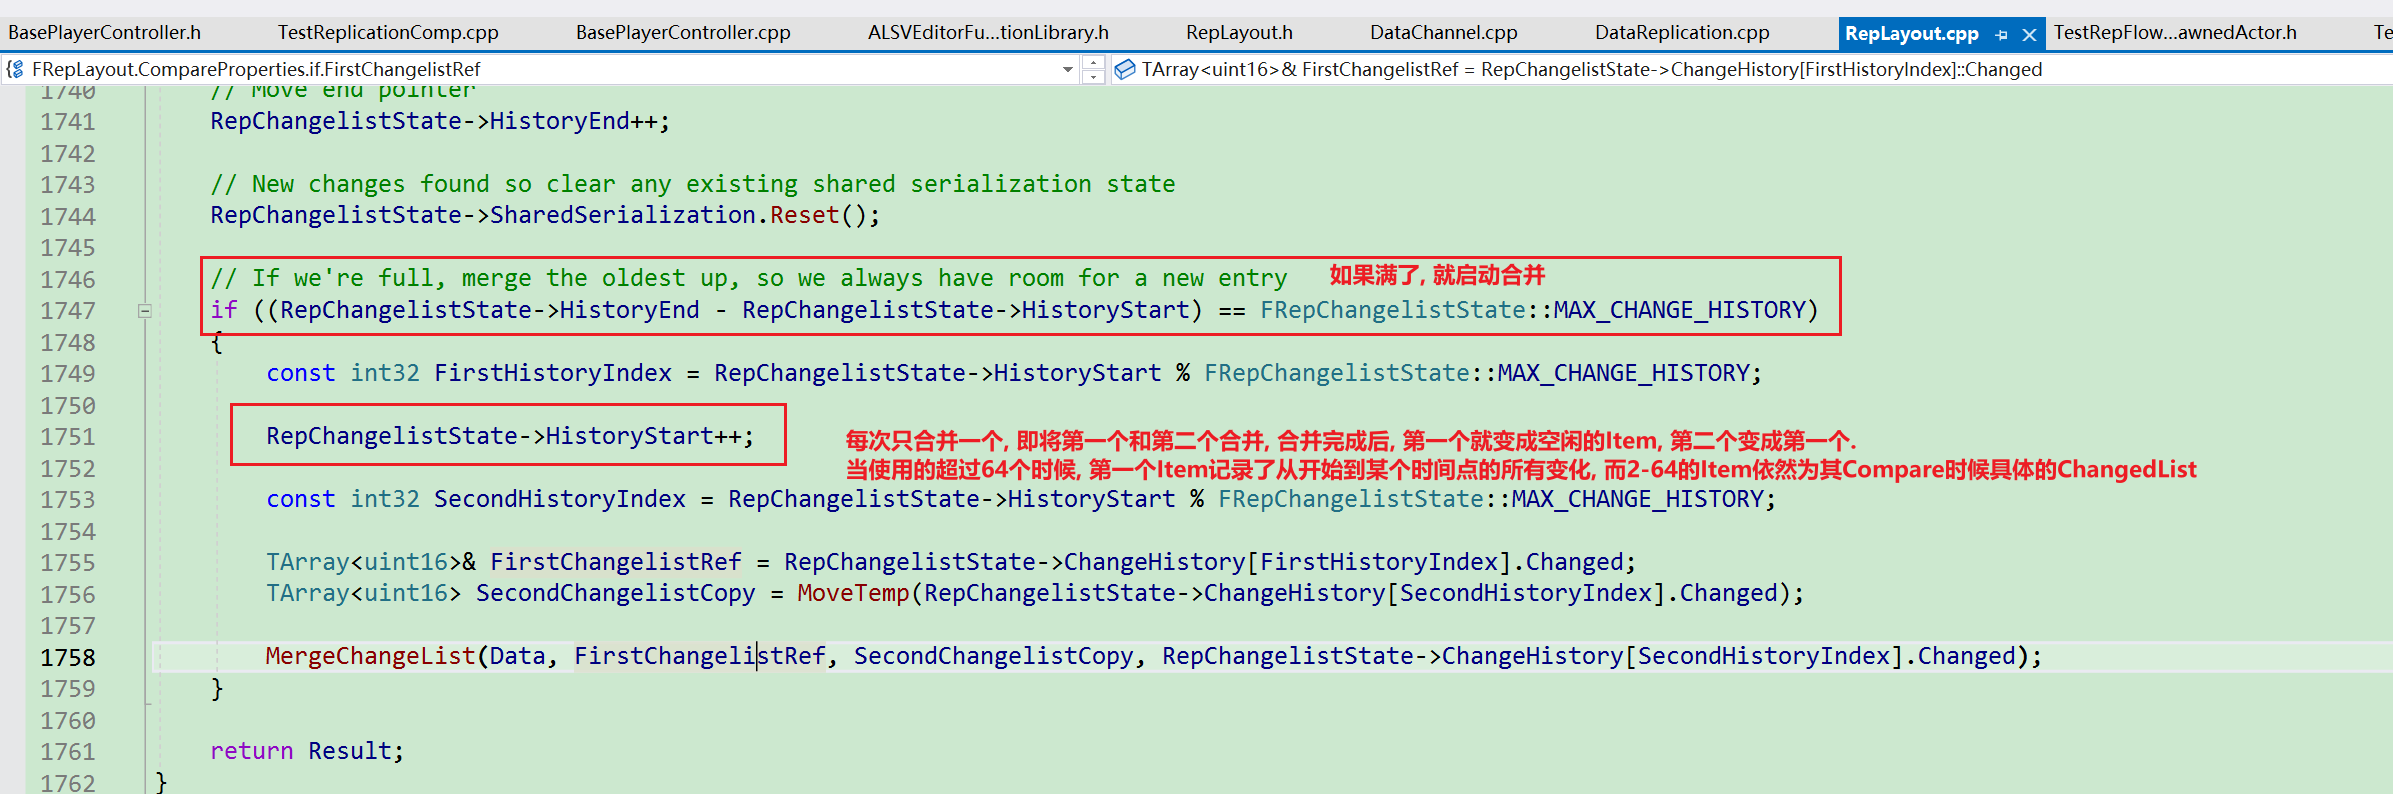 BasePlayerController.h TestReplicationComp.cpp BasePlayerController.cpp ALSVEditorFu...tionLibrary.h RepLayout.h DataChannel.cpp DataReplication.cpp RepLayout.cpp TestRepFlow...awnedActor.h Te
FRepLayout.CompareProperties.if.FirstChangelistRef TArray<uint16>& FirstChangelistRef = RepChangelistState->ChangeHistory[FirstHistoryIndex]::Changed
1740 // Move end pointer
1741 RepChangelistState->HistoryEnd++;
1742
1743 // New changes found so clear any existing shared serialization state
1744 RepChangelistState->SharedSerialization.Reset();
1745
1746 // If we're full, merge the oldest up, so we always have room for a new entry 如果满了, 就启动合并
1747 if ((RepChangelistState->HistoryEnd - RepChangelistState->HistoryStart) == FRepChangelistState::MAX_CHANGE_HISTORY)
1748 {
1749 const int32 FirstHistoryIndex = RepChangelistState->HistoryStart % FRepChangelistState::MAX_CHANGE_HISTORY;
1750
1751 RepChangelistState->HistoryStart++; 每次只合并一个, 即将第一个和第二个合并, 合并完成后, 第一个就变成空闲的Item, 第二个变成第一个.
1752 当使用的超过64个时候, 第一个Item记录了从开始到某个时间点的所有变化, 而2-64的Item依然为其Compare时候具体的ChangedList
1753 const int32 SecondHistoryIndex = RepChangelistState->HistoryStart % FRepChangelistState::MAX_CHANGE_HISTORY;
1754
1755 TArray<uint16>& FirstChangelistRef = RepChangelistState->ChangeHistory[FirstHistoryIndex].Changed;
1756 TArray<uint16> SecondChangelistCopy = MoveTemp(RepChangelistState->ChangeHistory[SecondHistoryIndex].Changed);
1757
1758 MergeChangeList(Data, FirstChangelistRef, SecondChangelistCopy, RepChangelistState->ChangeHistory[SecondHistoryIndex].Changed);
1759 }
1760
1761 return Result;
1762 }